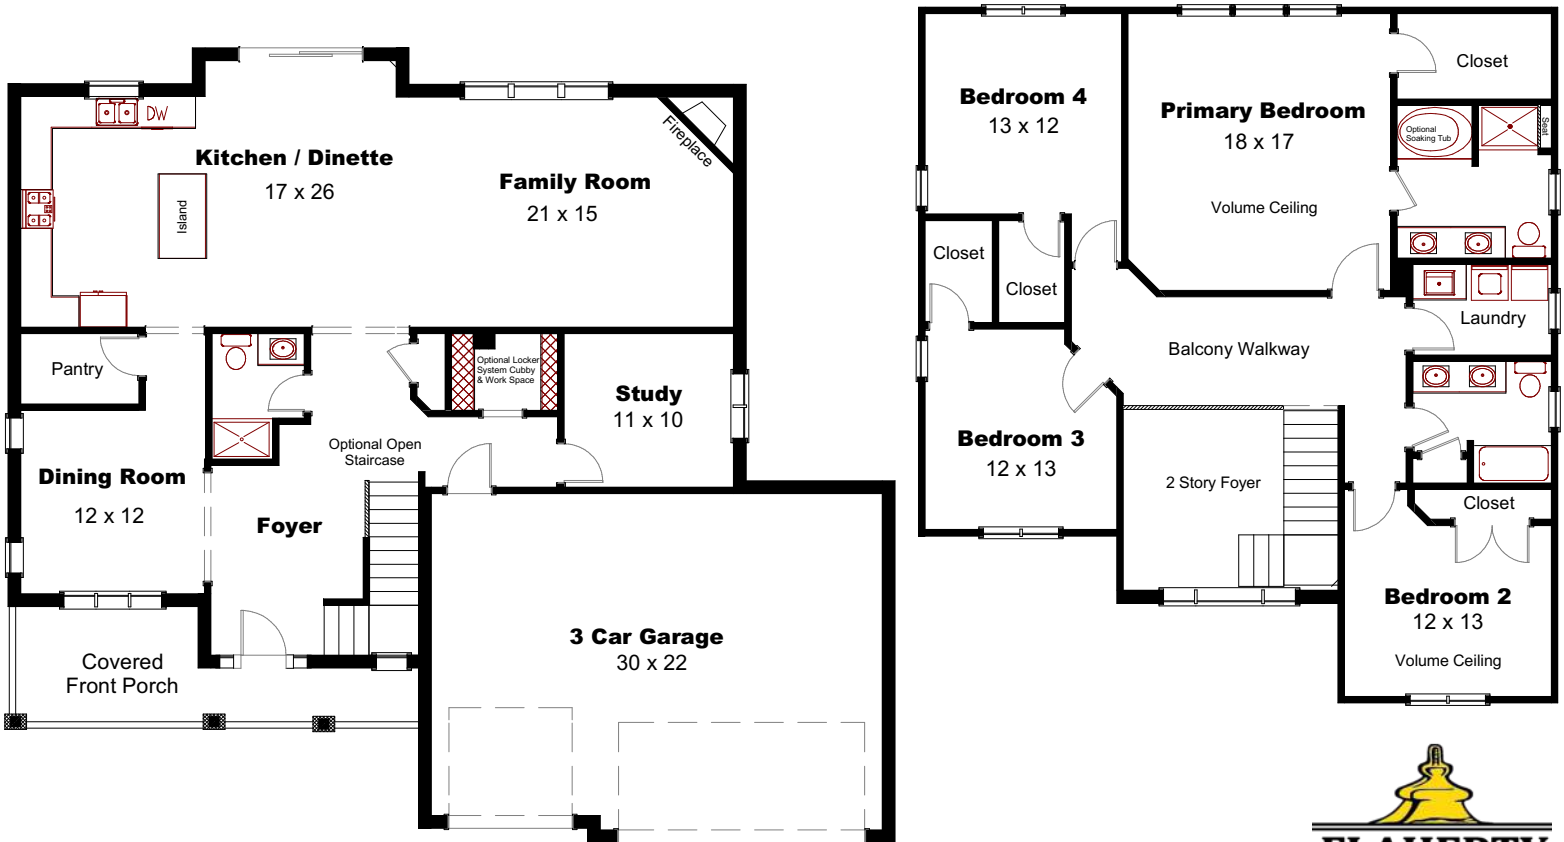 DW
Kitchen / Dinette
17 x 26
Island
Family Room
21 x 15
Fireplace
Pantry
Optional Locker
System Cubby
& Work Space
Study
11 x 10
Optional Open
Staircase
Dining Room
12 x 12
Foyer
3 Car Garage
30 x 22
Covered
Front Porch
Bedroom 4
13 x 12
Primary Bedroom
18 x 17
Volume Ceiling
Closet
Optional
Soaking Tub
Seat
Closet
Closet
Laundry
Balcony Walkway
Bedroom 3
12 x 13
2 Story Foyer
Closet
Bedroom 2
12 x 13
Volume Ceiling
FLAHERTY